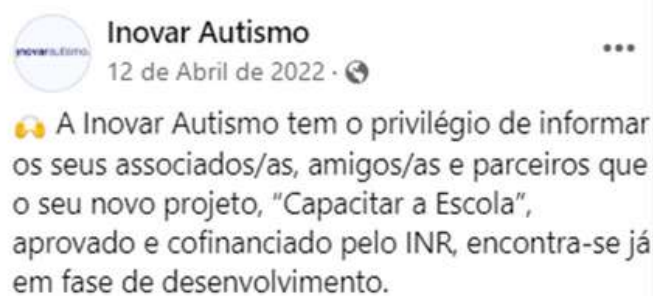 inovarautismo
Inovar Autismo
12 de Abril de 2022 ·
🙌 A Inovar Autismo tem o privilégio de informar
os seus associados/as, amigos/as e parceiros que
o seu novo projeto, “Capacitar a Escola”,
aprovado e cofinanciado pelo INR, encontra-se já
em fase de desenvolvimento.